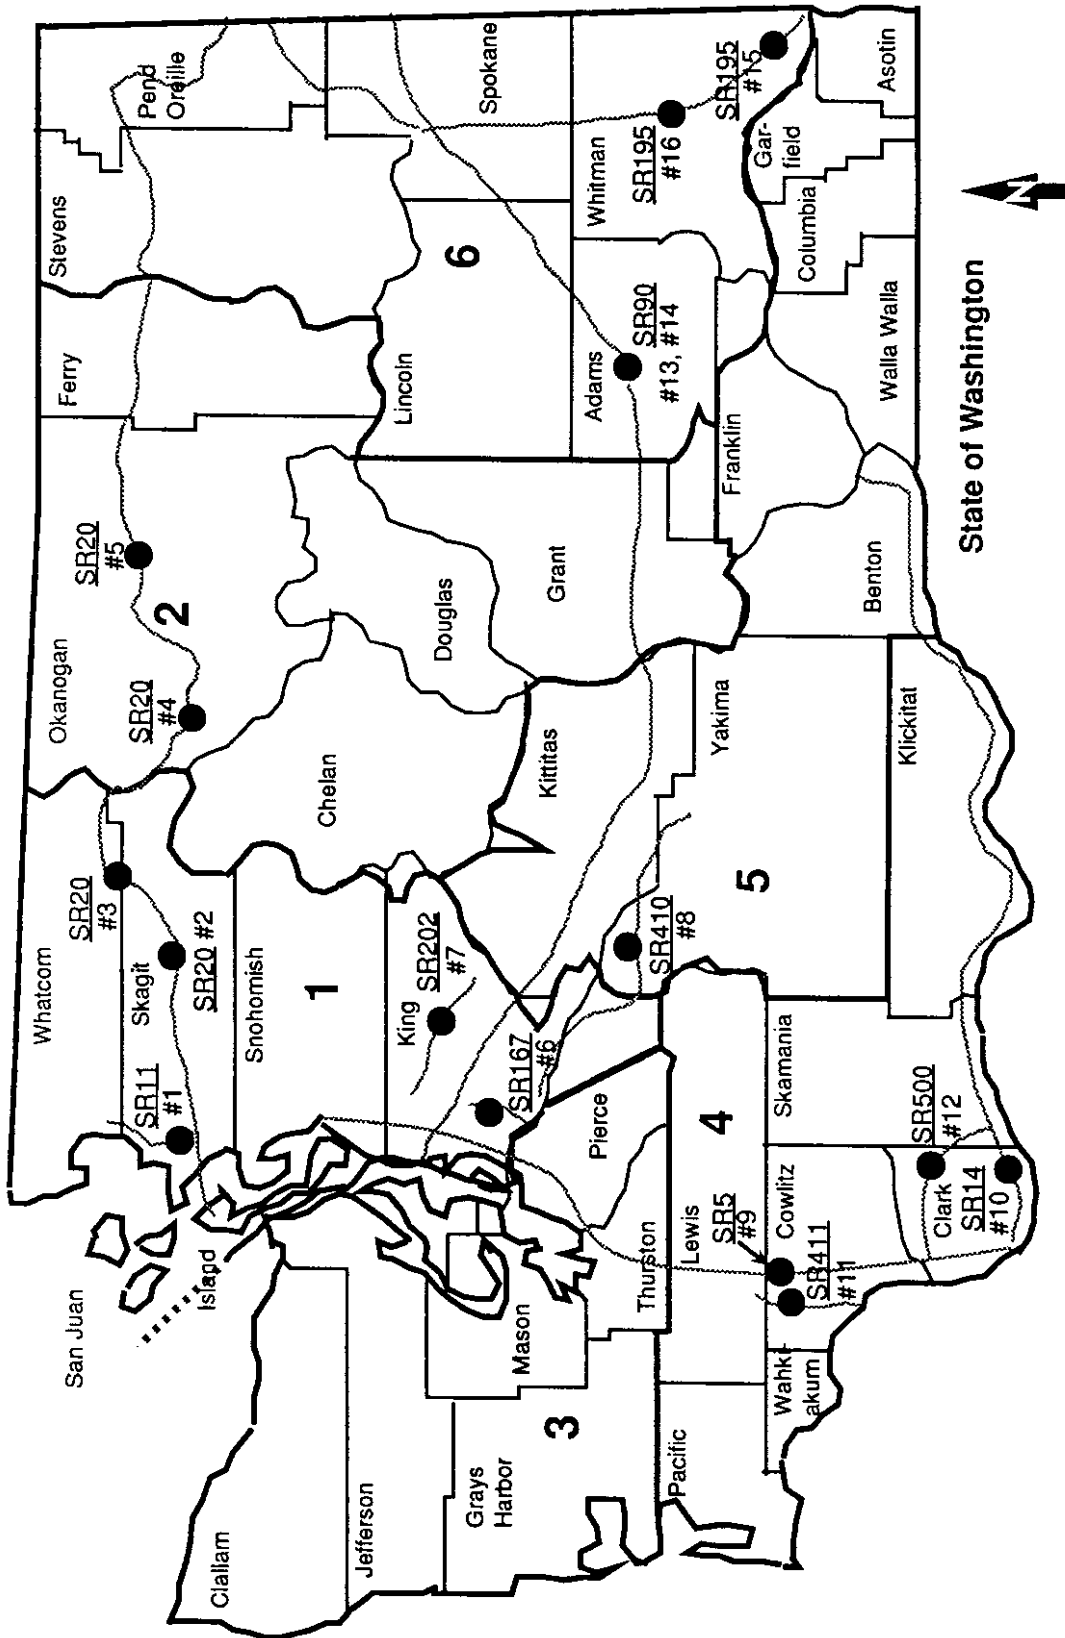 San Juan
Whatcom
Okanogan
Ferry
Stevens
Pend
Oreille
SR20
#3
SR20
#5
SR20
#4
SR11
#1
Skagit
SR20 #2
2
Island
Clallam
Snohomish
1
Chelan
Jefferson
King
SR202
#7
Douglas
Lincoln
6
Spokane
Grays
Harbor
Mason
3
SR167
#6
Kittitas
Grant
Adams
Whitman
Pierce
Thurston
SR410
#8
SR90
#13, #14
SR195
#16
SR195
#15
Pacific
Lewis
4
SR5
#9
Yakima
5
Franklin
Gar-
field
Wahki-
akum
Cowlitz
SR411
#11
Skamania
Columbia
Benton
Walla Walla
Asotin
Klickitat
Clark
SR500
#12
SR14
#10
State of Washington
N